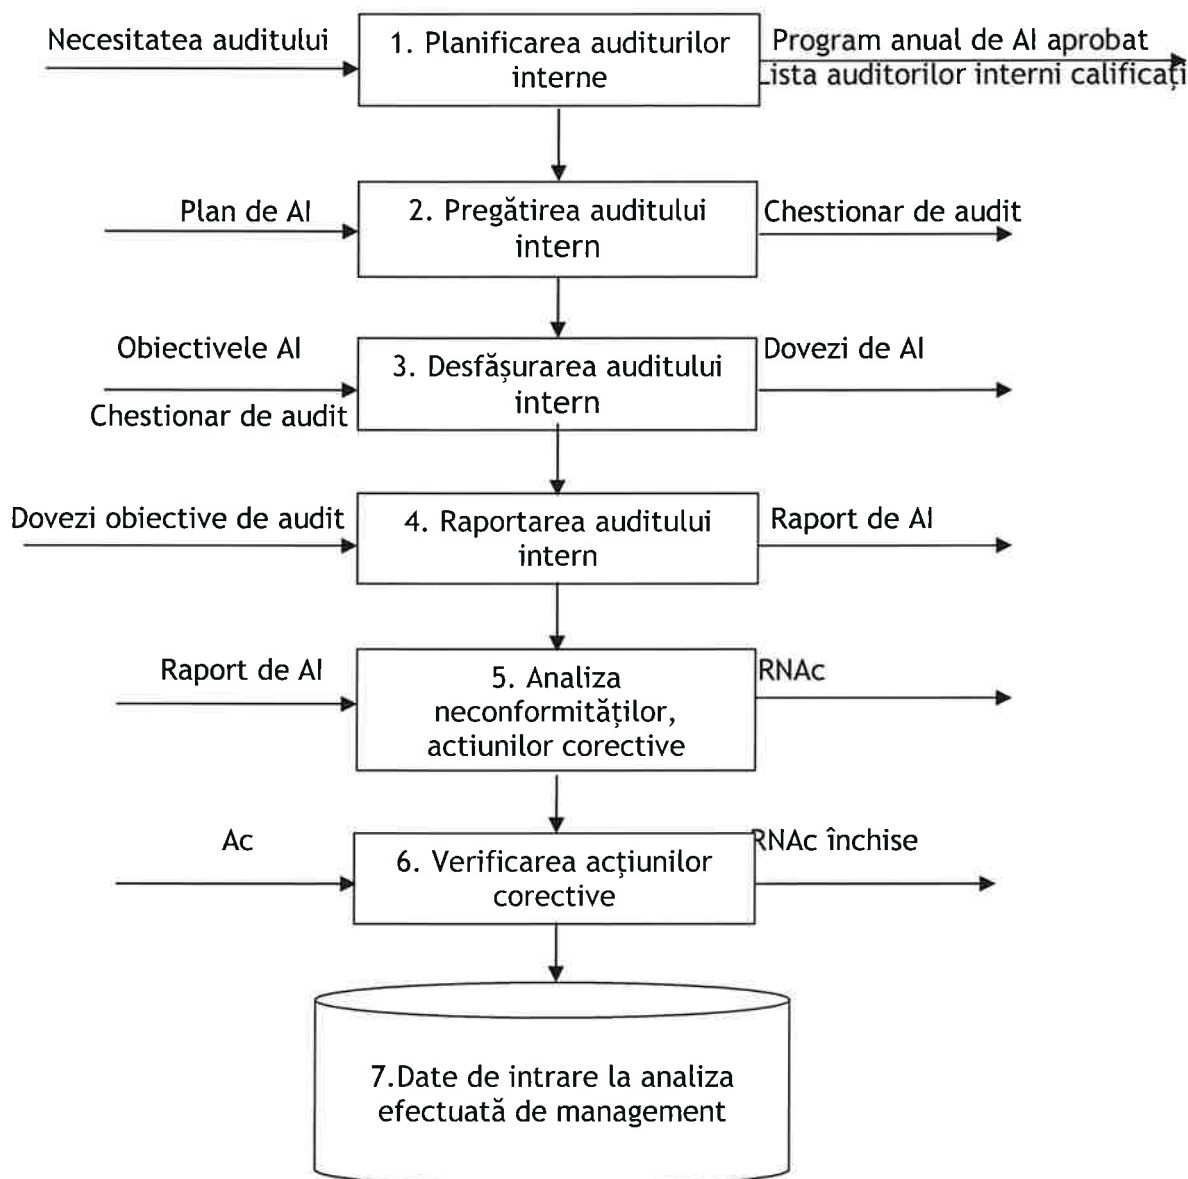 Necesitatea auditului
1. Planificarea auditurilor
interne
Program anual de AI aprobat
Lista auditorilor interni calificați
Plan de AI
2. Pregătirea auditului
intern
Chestionar de audit
Obiectivele AI
Chestionar de audit
3. Desfășurarea auditului
intern
Dovezi de AI
Dovezi obiective de audit
4. Raportarea auditului
intern
Raport de AI
Raport de AI
5. Analiza
neconformităților,
actiunilor corective
RNAc
Ac
6. Verificarea acțiunilor
corective
RNAc închise
7.Date de intrare la analiza
efectuată de management